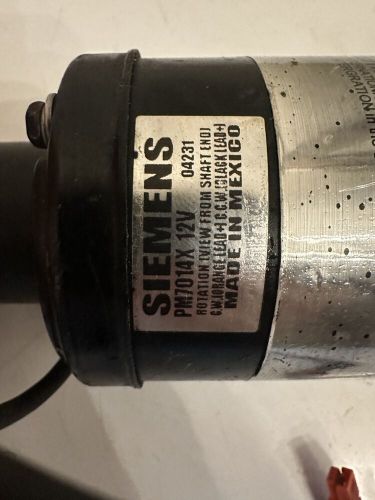 SIEMENS
PM7014X 12V 04231
ROTATION (VIEW FROM SHAFT END)
C.W.(ORANGE LEAD+) C.C.W.(BLACK LEAD+)
MADE IN MEXICO